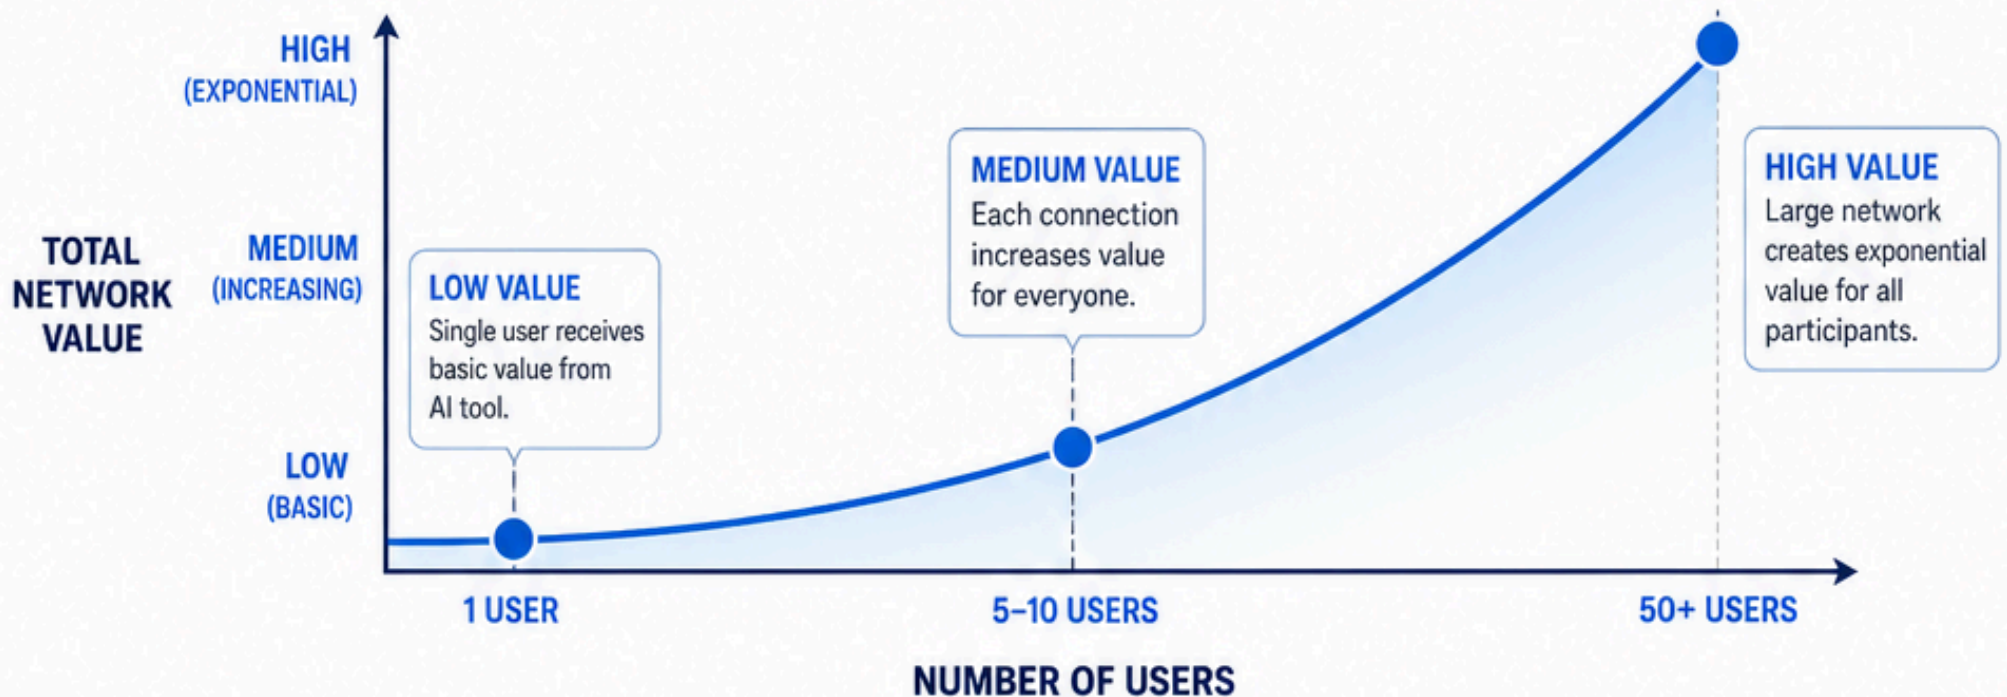 HIGH
(EXPONENTIAL)
TOTAL
NETWORK
VALUE
MEDIUM
(INCREASING)
LOW
(BASIC)
LOW VALUE
Single user receives
basic value from
AI tool.
MEDIUM VALUE
Each connection
increases value
for everyone.
HIGH VALUE
Large network
creates exponential
value for all
participants.
1 USER
5–10 USERS
50+ USERS
NUMBER OF USERS